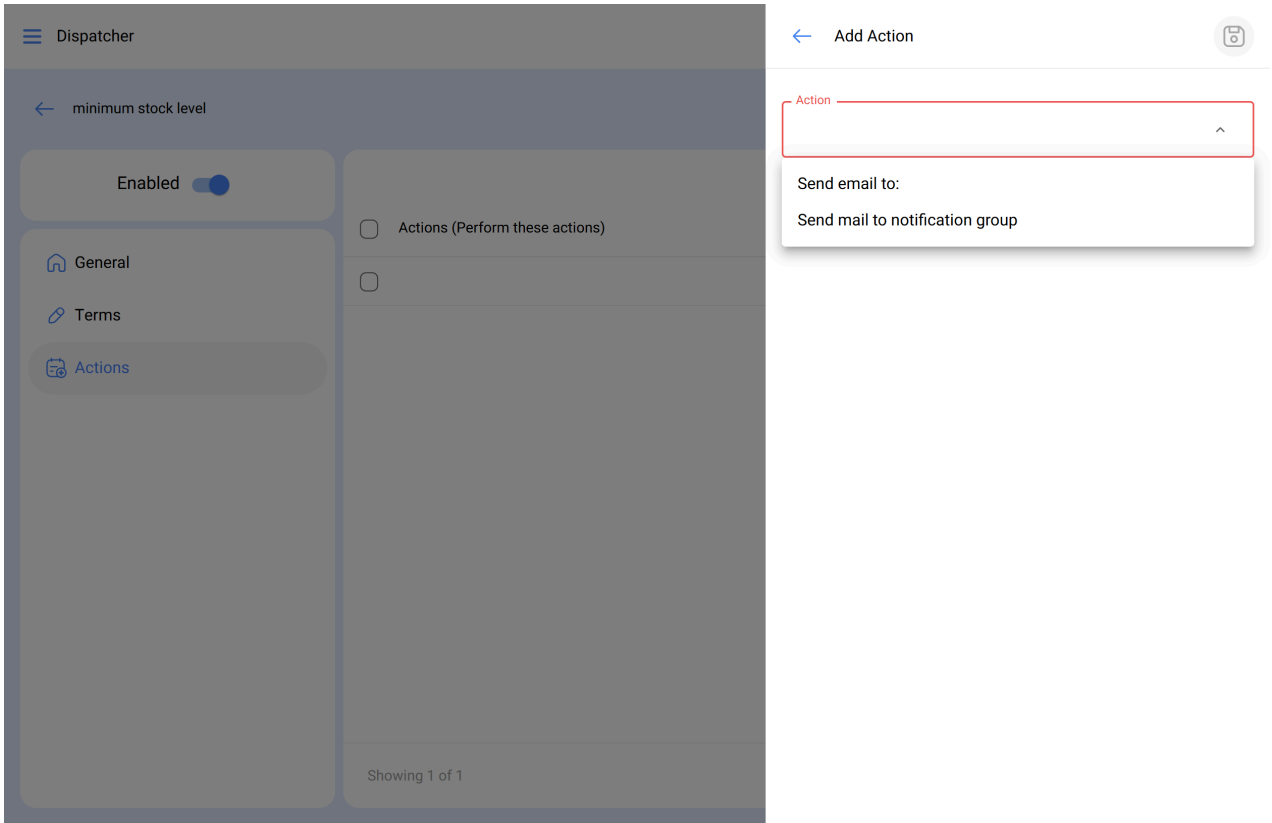 Dispatcher
minimum stock level
Enabled
General
Terms
Actions
Actions (Perform these actions)
Showing 1 of 1
Add Action
Action
Send email to:
Send mail to notification group